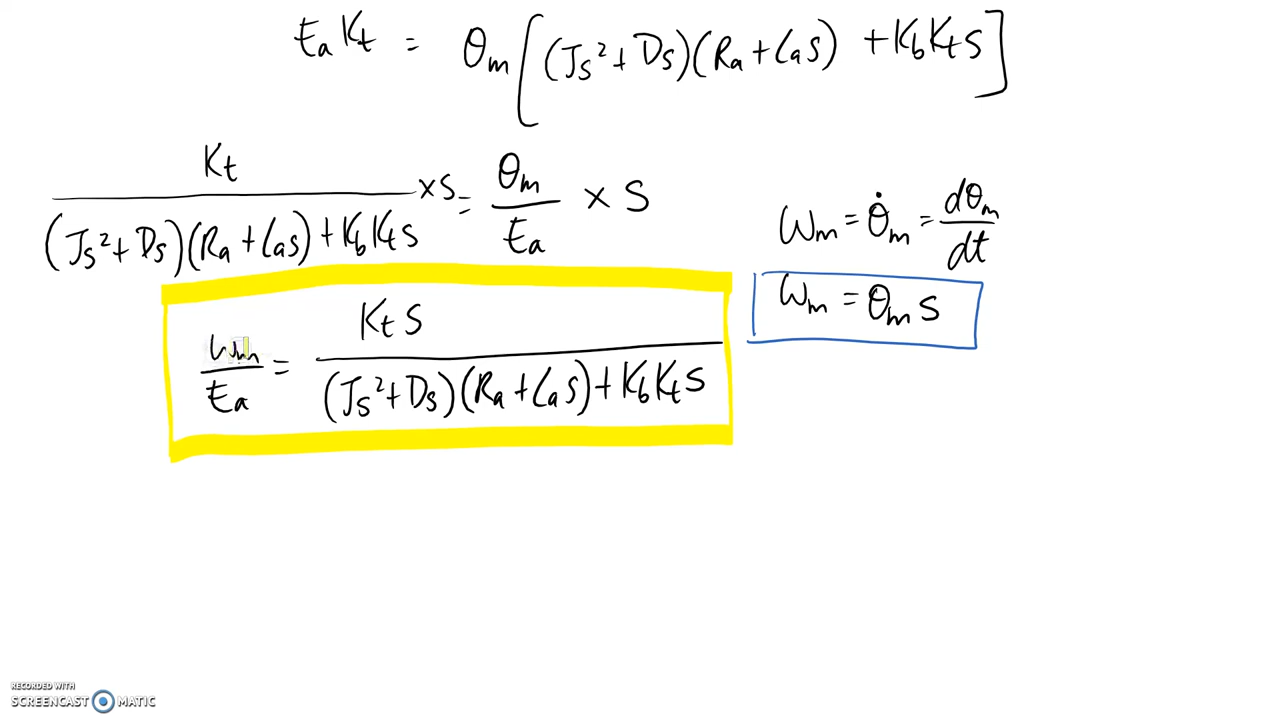 Ea Kt = θm [(Js²+Ds)(Ra+Las) + KbKts]
Kt / ((Js²+Ds)(Ra+Las)+KbKts) × s = θm / Ea × s
ωm = θ̇m = dθm / dt
ωm = θm s
ωm / Ea = Kt s / ((Js²+Ds)(Ra+Las)+KbKts)
RECORDED WITH
SCREENCAST MATIC